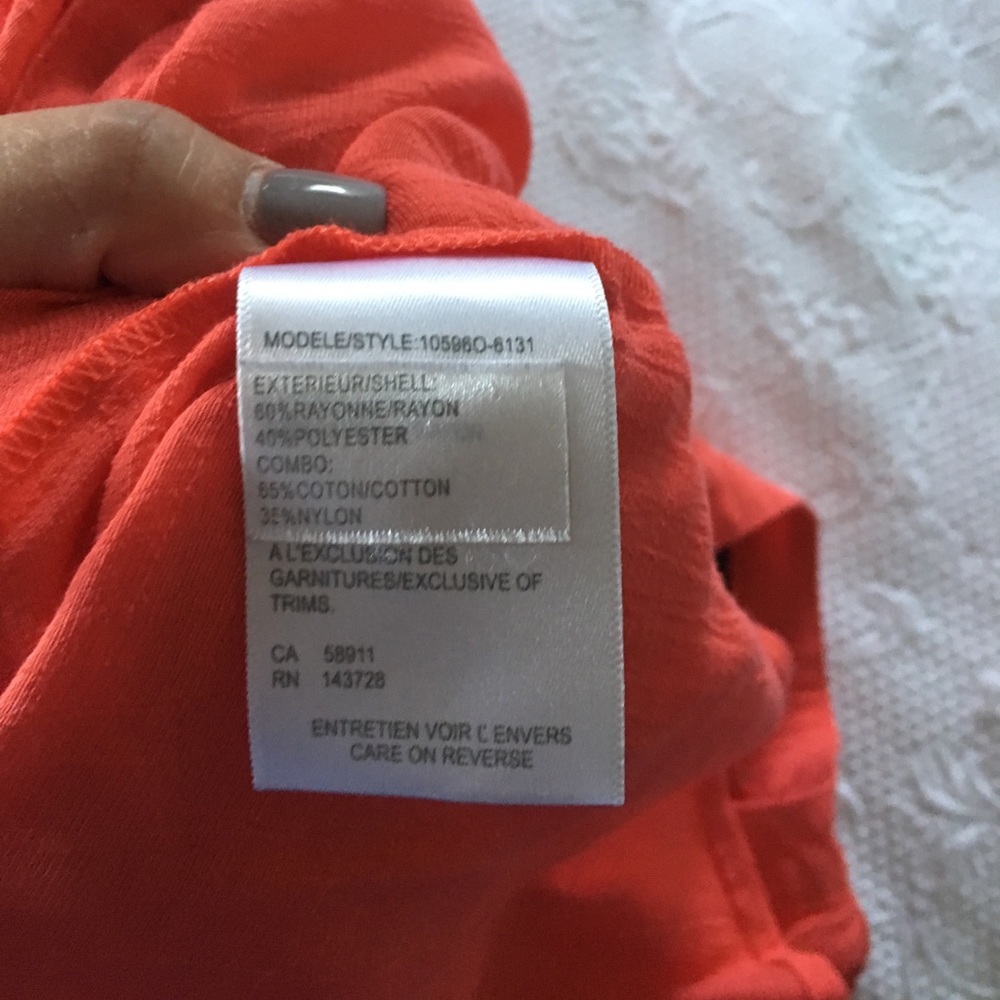 MODELE/STYLE:10596O-6131
EXTERIEUR/SHELL:
60%RAYONNE/RAYON
40%POLYESTER
COMBO:
65%COTON/COTTON
35%NYLON
A L'EXCLUSION DES
GARNITURES/EXCLUSIVE OF
TRIMS.
CA 58911
RN 143728
ENTRETIEN VOIR L' ENVERS
CARE ON REVERSE